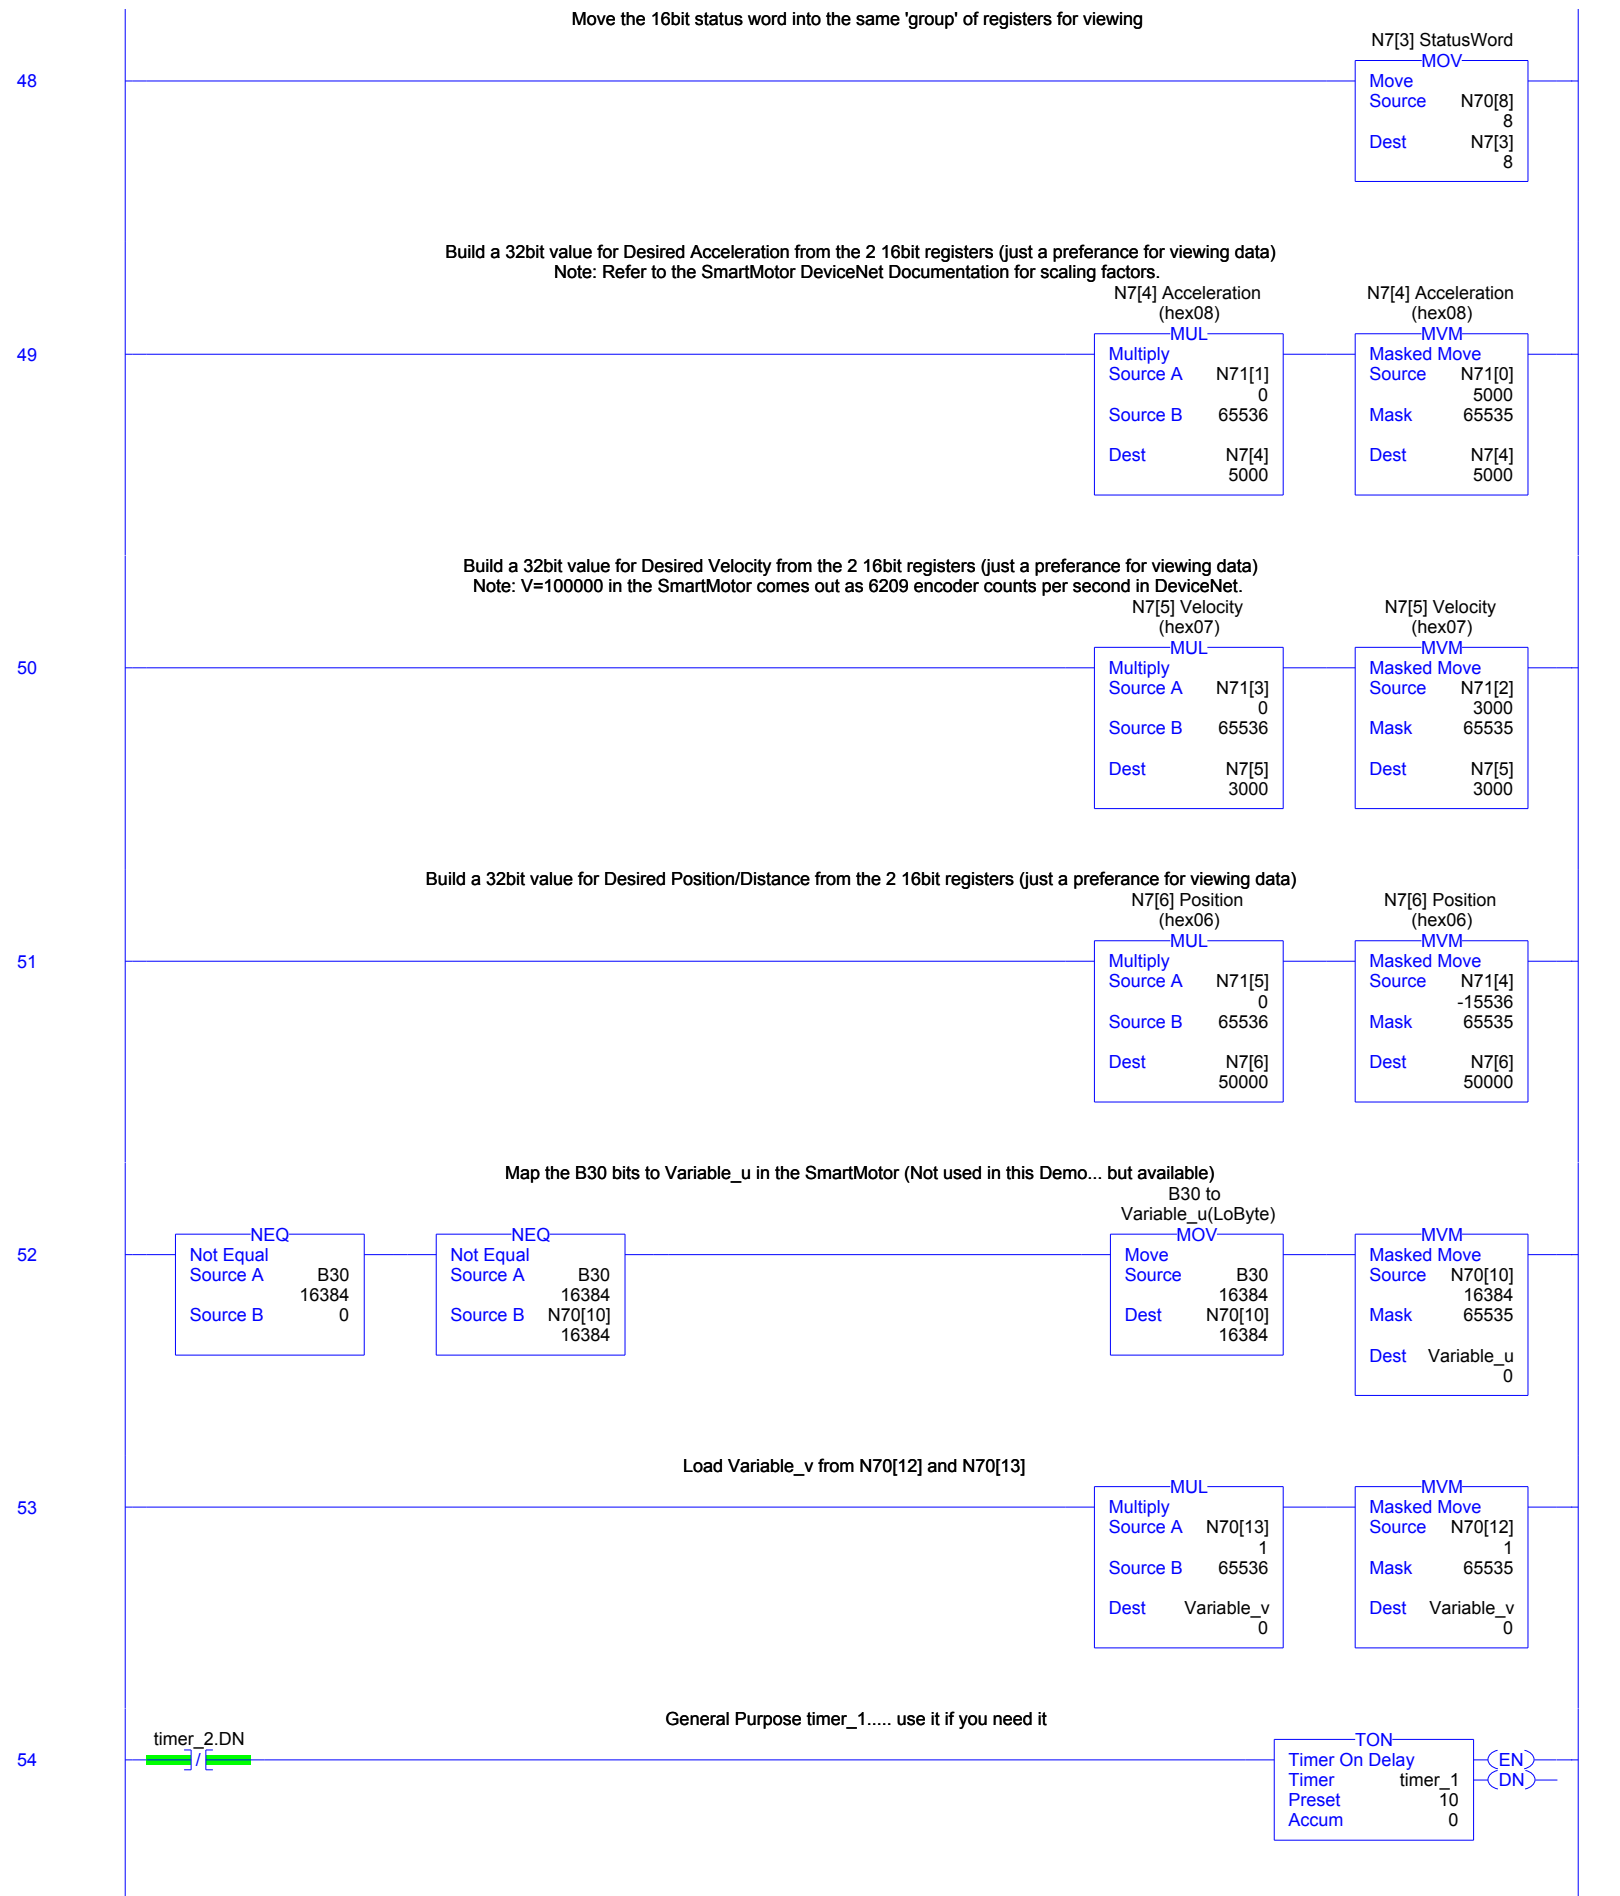 Move the 16bit status word into the same 'group' of registers for viewing
N7[3] StatusWord
48
MOV
Move
Source N70[8]
8
Dest N7[3]
8
Build a 32bit value for Desired Acceleration from the 2 16bit registers (just a preferance for viewing data)
Note: Refer to the SmartMotor DeviceNet Documentation for scaling factors.
N7[4] Acceleration
(hex08)
N7[4] Acceleration
(hex08)
49
MUL
Multiply
Source A N71[1]
0
Source B 65536
Dest N7[4]
5000
MVM
Masked Move
Source N71[0]
5000
Mask 65535
Dest N7[4]
5000
Build a 32bit value for Desired Velocity from the 2 16bit registers (just a preferance for viewing data)
Note: V=100000 in the SmartMotor comes out as 6209 encoder counts per second in DeviceNet.
N7[5] Velocity
(hex07)
N7[5] Velocity
(hex07)
50
MUL
Multiply
Source A N71[3]
0
Source B 65536
Dest N7[5]
3000
MVM
Masked Move
Source N71[2]
3000
Mask 65535
Dest N7[5]
3000
Build a 32bit value for Desired Position/Distance from the 2 16bit registers (just a preferance for viewing data)
N7[6] Position
(hex06)
N7[6] Position
(hex06)
51
MUL
Multiply
Source A N71[5]
0
Source B 65536
Dest N7[6]
50000
MVM
Masked Move
Source N71[4]
-15536
Mask 65535
Dest N7[6]
50000
Map the B30 bits to Variable_u in the SmartMotor (Not used in this Demo... but available)
B30 to
Variable_u(LoByte)
52
NEQ
Not Equal
Source A B30
16384
Source B 0
NEQ
Not Equal
Source A B30
16384
Source B N70[10]
16384
MOV
Move
Source B30
16384
Dest N70[10]
16384
MVM
Masked Move
Source N70[10]
16384
Mask 65535
Dest Variable_u
0
Load Variable_v from N70[12] and N70[13]
53
MUL
Multiply
Source A N70[13]
1
Source B 65536
Dest Variable_v
0
MVM
Masked Move
Source N70[12]
1
Mask 65535
Dest Variable_v
0
General Purpose timer_1..... use it if you need it
timer_2.DN
54
/
TON
Timer On Delay
Timer timer_1
Preset 10
Accum 0
EN
DN